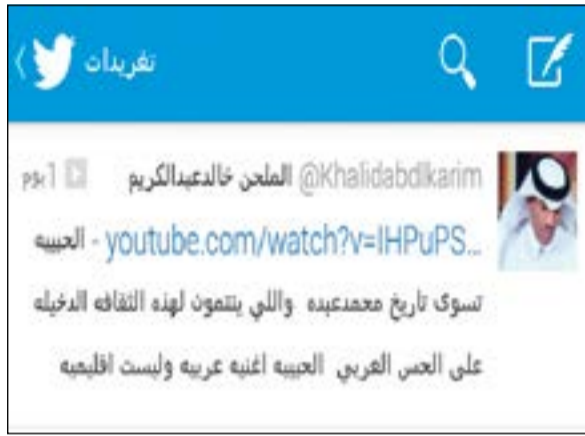 تغريدات
الملحن خالدعبدالكريم @Khalidabdlkarim 1يوم
youtube.com/watch?v=IHPuPS... - الحبيبه
تسوى تاريخ محمدعبده واللي ينتمون لهذه الثقافه الدخيله
على الحس العربي الحبيبه اغنيه عربيه وليست اقليميه